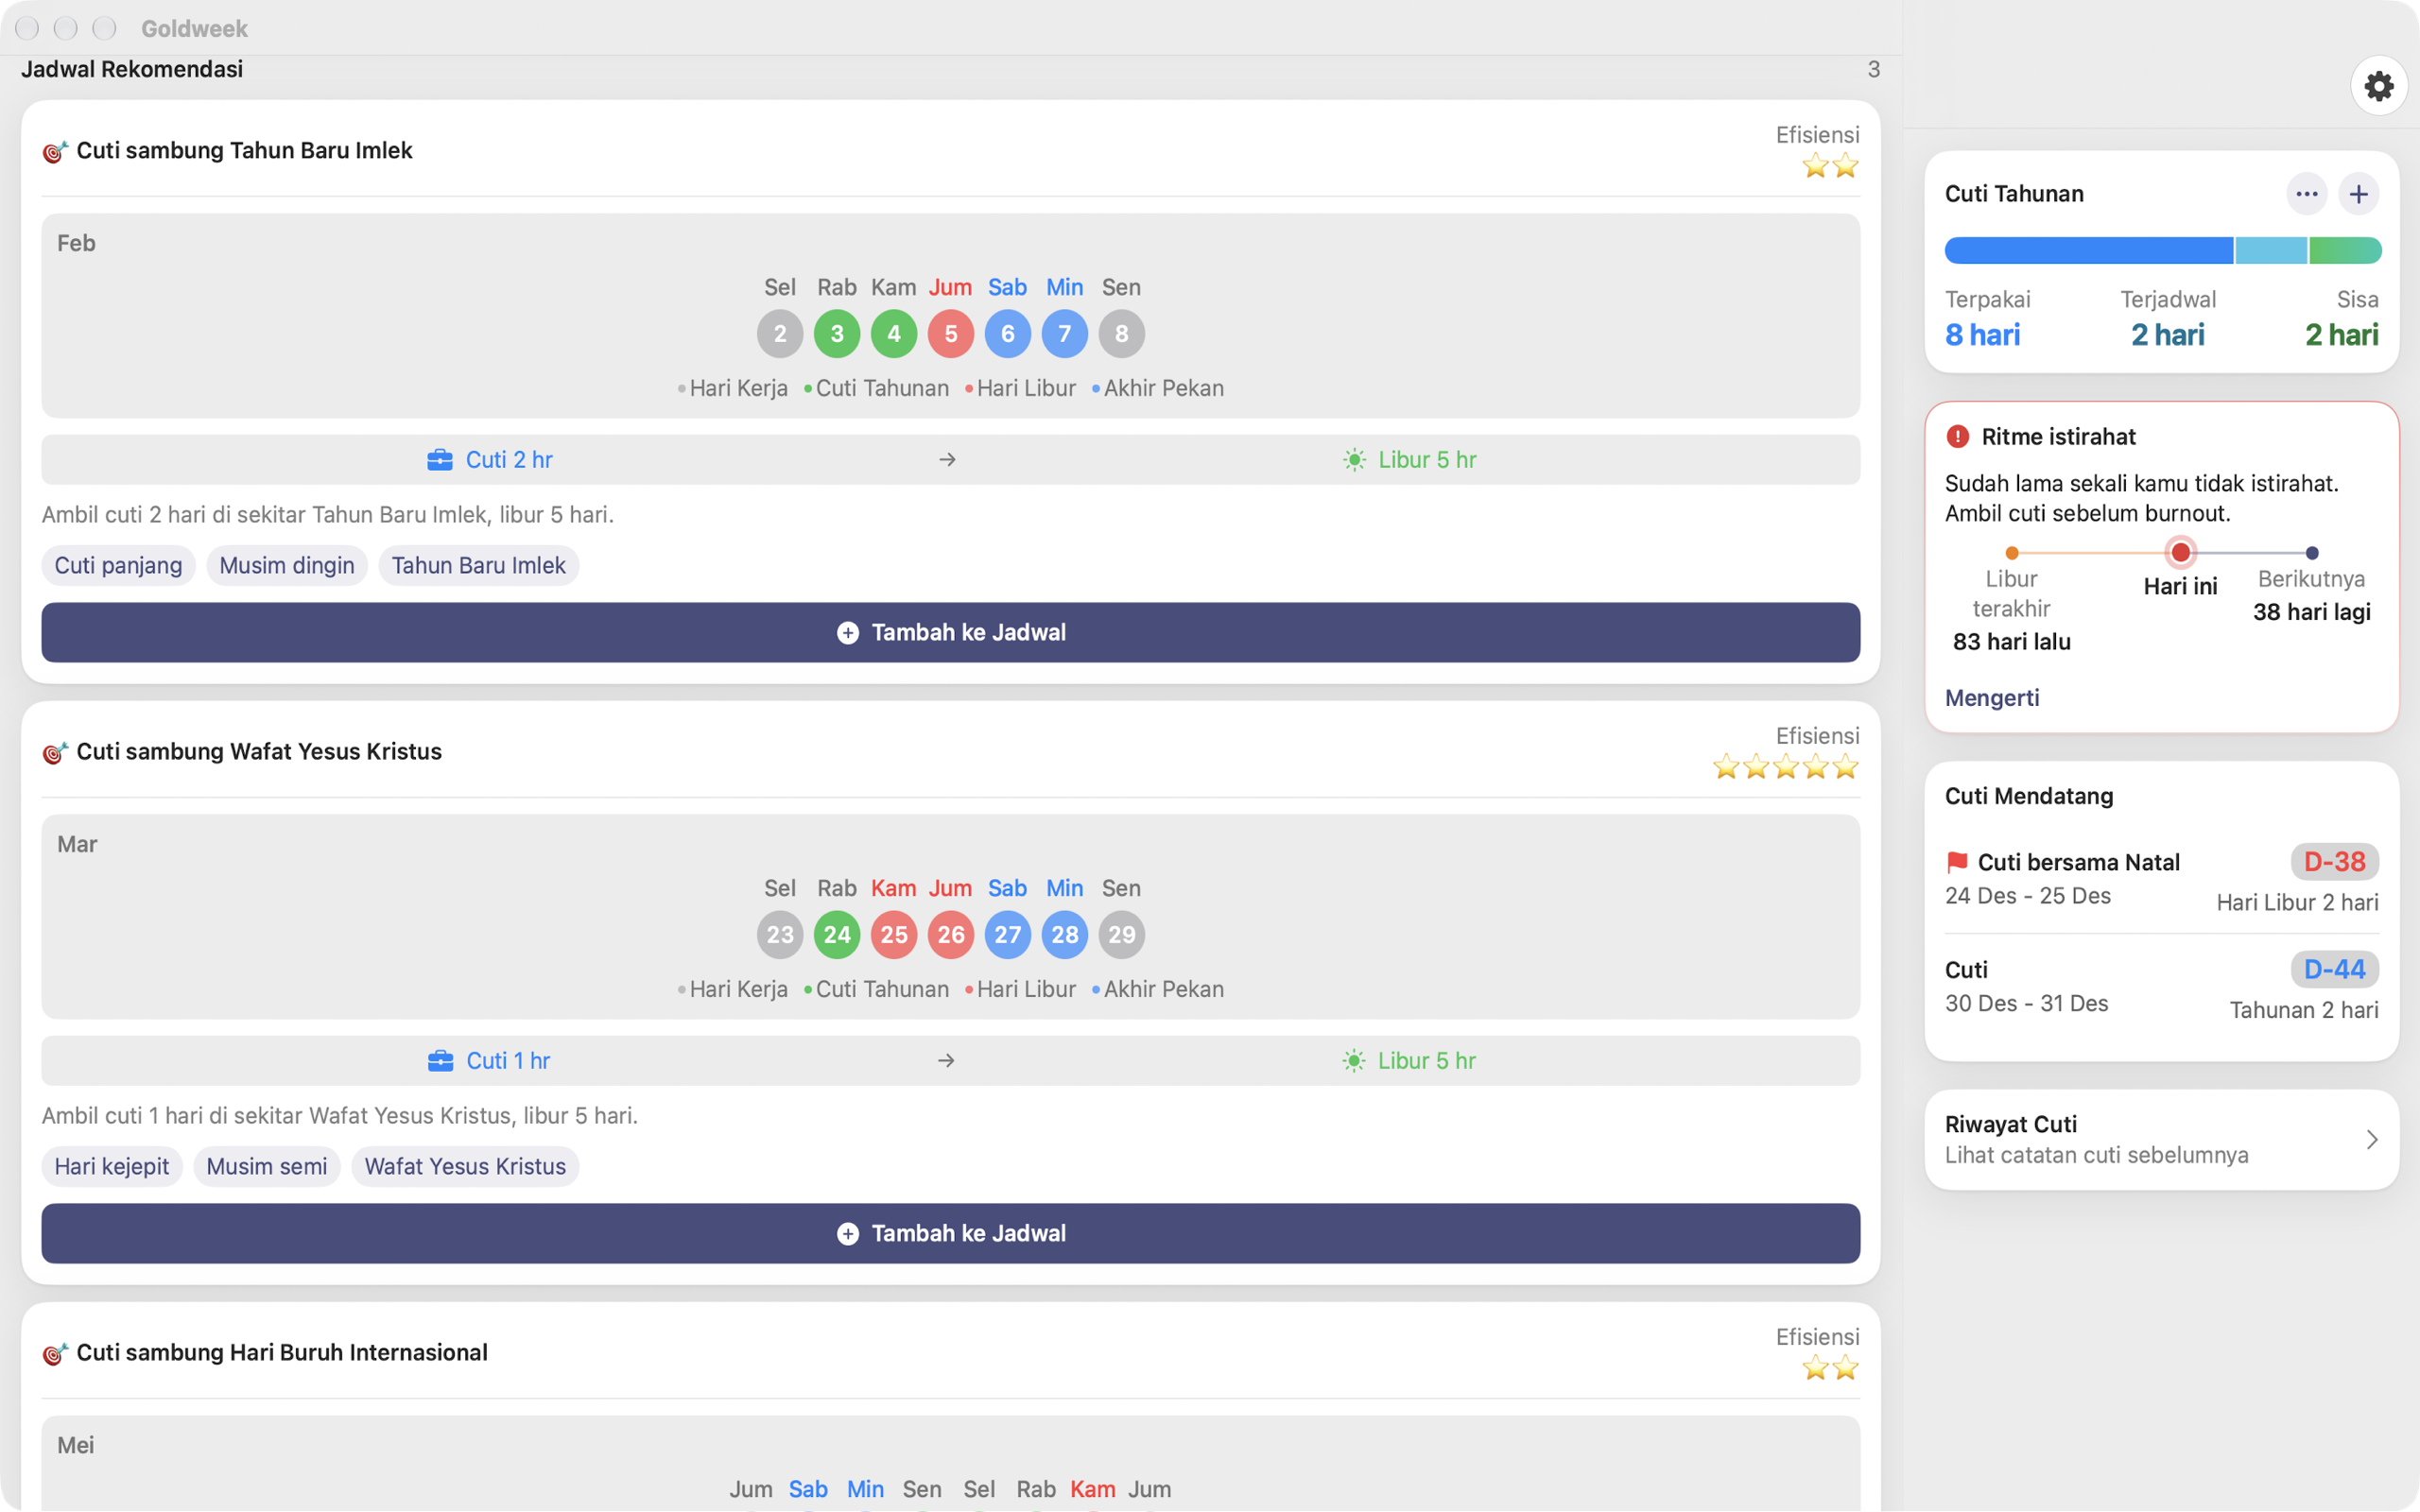 Goldweek
Jadwal Rekomendasi
3
Cuti sambung Tahun Baru Imlek
Efisiensi
Feb
Sel Rab Kam Jum Sab Min Sen
2 3 4 5 6 7 8
Hari Kerja Cuti Tahunan Hari Libur Akhir Pekan
Cuti 2 hr → Libur 5 hr
Ambil cuti 2 hari di sekitar Tahun Baru Imlek, libur 5 hari.
Cuti panjang Musim dingin Tahun Baru Imlek
Tambah ke Jadwal
Cuti sambung Wafat Yesus Kristus
Efisiensi
Mar
Sel Rab Kam Jum Sab Min Sen
23 24 25 26 27 28 29
Hari Kerja Cuti Tahunan Hari Libur Akhir Pekan
Cuti 1 hr → Libur 5 hr
Ambil cuti 1 hari di sekitar Wafat Yesus Kristus, libur 5 hari.
Hari kejepit Musim semi Wafat Yesus Kristus
Tambah ke Jadwal
Cuti sambung Hari Buruh Internasional
Efisiensi
Mei
Jum Sab Min Sen Sel Rab Kam Jum
Cuti Tahunan
Terpakai Terjadwal Sisa
8 hari 2 hari 2 hari
Ritme istirahat
Sudah lama sekali kamu tidak istirahat.
Ambil cuti sebelum burnout.
Libur
terakhir
83 hari lalu
Hari ini
Berikutnya
38 hari lagi
Mengerti
Cuti Mendatang
Cuti bersama Natal D-38
24 Des - 25 Des Hari Libur 2 hari
Cuti D-44
30 Des - 31 Des Tahunan 2 hari
Riwayat Cuti
Lihat catatan cuti sebelumnya